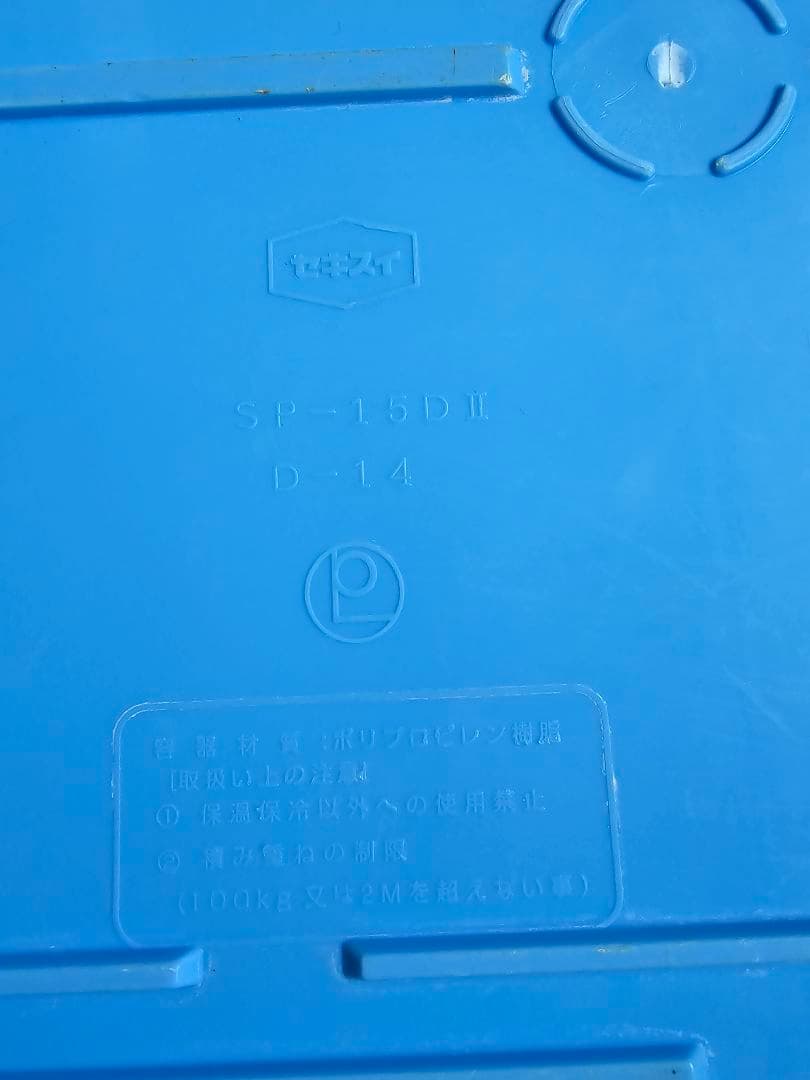 セキスイ
SP-15DⅡ
D-14
PL
容器材質:ポリプロピレン樹脂
[取扱い上の注意]
① 保温保冷以外への使用禁止
② 積み重ねの制限
(100kg又は2Mを超えない事)